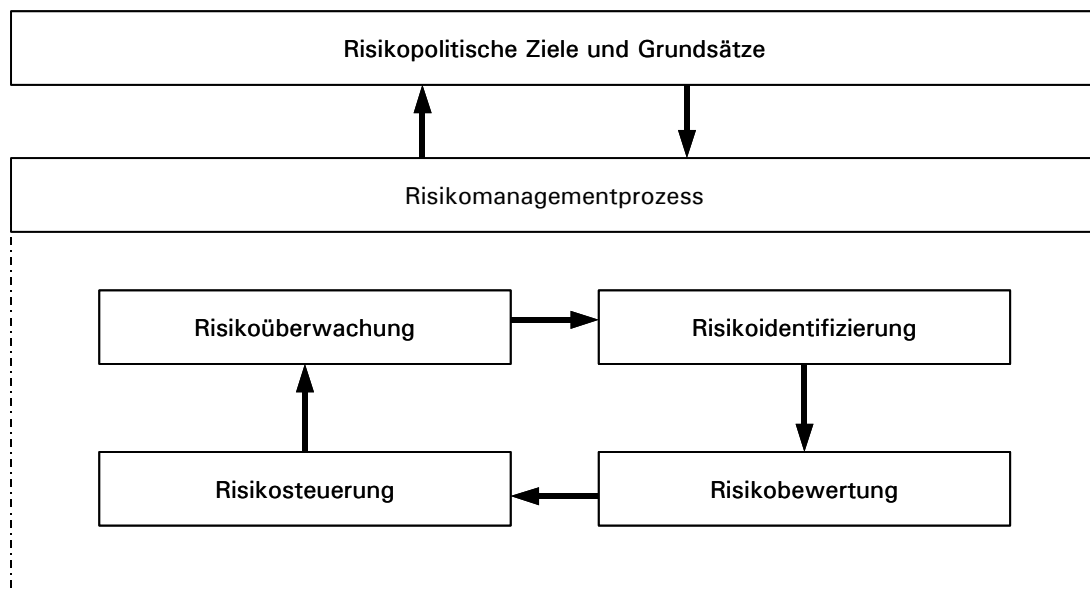 Risikopolitische Ziele und Grundsätze
Risikomanagementprozess
Risikoüberwachung
Risikoidentifizierung
Risikosteuerung
Risikobewertung